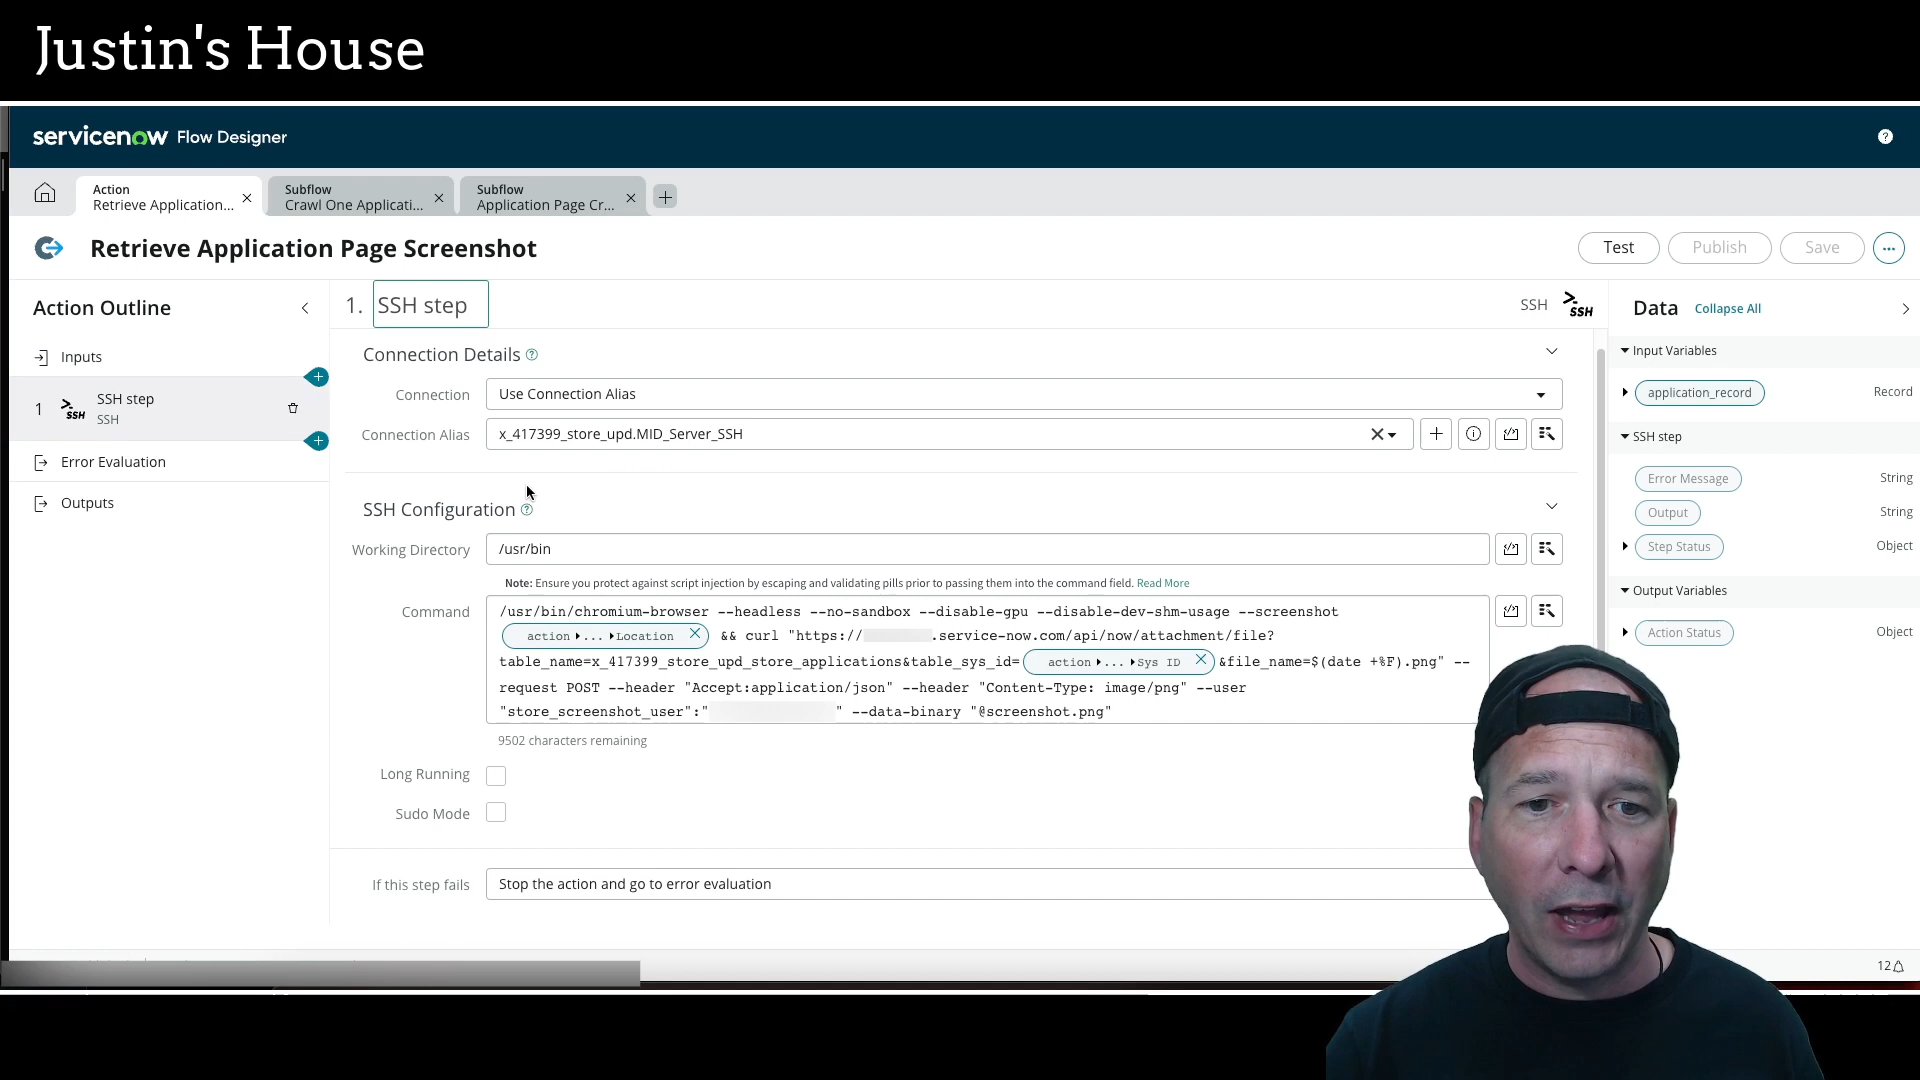 Justin's House
servicenow Flow Designer
Action
Retrieve Application...
Subflow
Crawl One Applicati...
Subflow
Application Page Cr...
Retrieve Application Page Screenshot
Test
Publish
Save
Action Outline
Inputs
1
SSH step
SSH
Error Evaluation
Outputs
1. SSH step
SSH
SSH
Connection Details
Connection
Use Connection Alias
Connection Alias
x_417399_store_upd.MID_Server_SSH
SSH Configuration
Working Directory
/usr/bin
Note: Ensure you protect against script injection by escaping and validating pills prior to passing them into the command field. Read More
Command
/usr/bin/chromium-browser --headless --no-sandbox --disable-gpu --disable-dev-shm-usage --screenshot
action ▸...▸Location && curl "https:// .service-now.com/api/now/attachment/file?
table_name=x_417399_store_upd_store_applications&table_sys_id= action ▸...▸Sys ID &file_name=$(date +%F).png" --
request POST --header "Accept:application/json" --header "Content-Type: image/png" --user
"store_screenshot_user":" " --data-binary "@screenshot.png"
9502 characters remaining
Long Running
Sudo Mode
If this step fails
Stop the action and go to error evaluation
Data Collapse All
Input Variables
application_record Record
SSH step
Error Message String
Output String
Step Status Object
Output Variables
Action Status Object
12